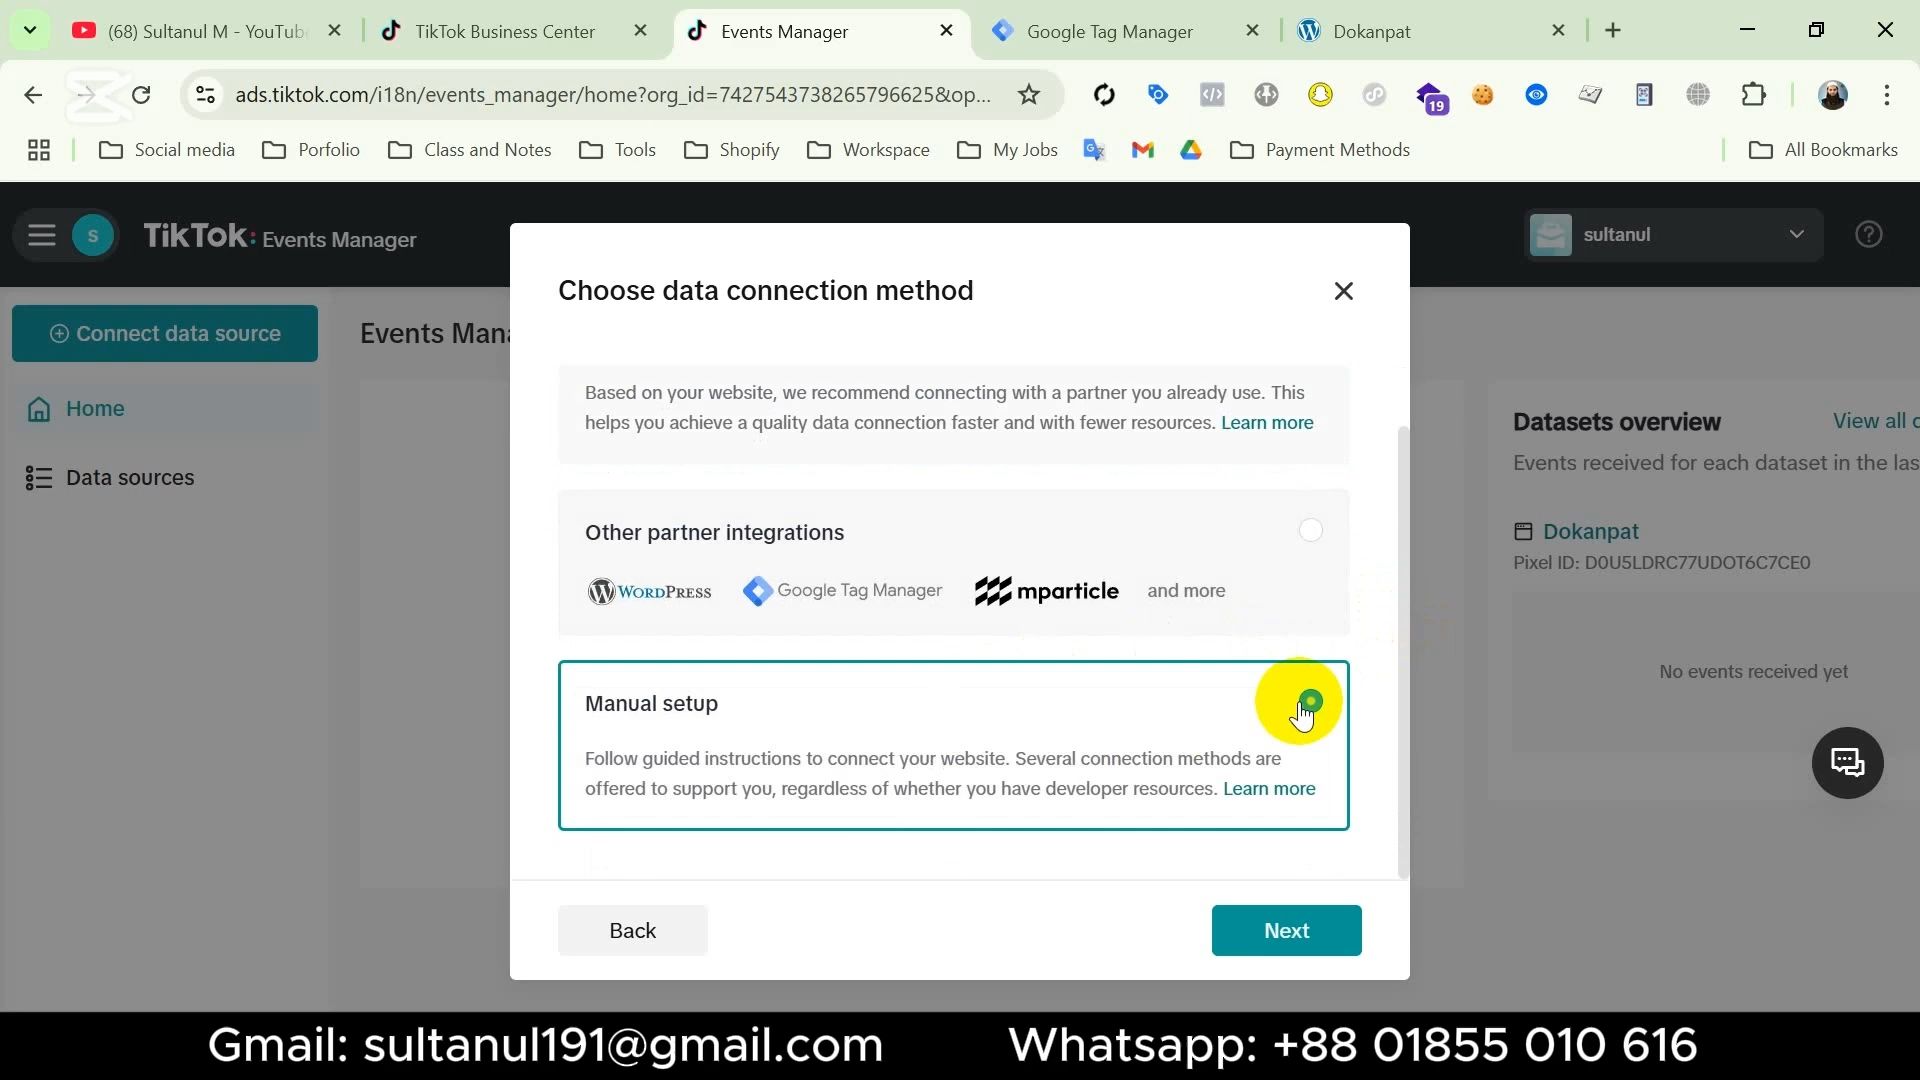 (68) Sultanul M - YouTub
TikTok Business Center
Events Manager
Google Tag Manager
Dokanpat
ads.tiktok.com/i18n/events_manager/home?org_id=7427543738265796625&op...
19
Social media
Porfolio
Class and Notes
Tools
Shopify
Workspace
My Jobs
Payment Methods
All Bookmarks
S
TikTok: Events Manager
sultanul
Connect data source
Home
Data sources
Events Mana
Choose data connection method
Based on your website, we recommend connecting with a partner you already use. This
helps you achieve a quality data connection faster and with fewer resources. Learn more
Other partner integrations
WORDPRESS
Google Tag Manager
mparticle
and more
Manual setup
Follow guided instructions to connect your website. Several connection methods are
offered to support you, regardless of whether you have developer resources. Learn more
Back
Next
Datasets overview
View all d
Events received for each dataset in the las
Dokanpat
Pixel ID: D0U5LDRC77UDOT6C7CE0
No events received yet
Gmail: sultanul191@gmail.com
Whatsapp: +88 01855 010 616